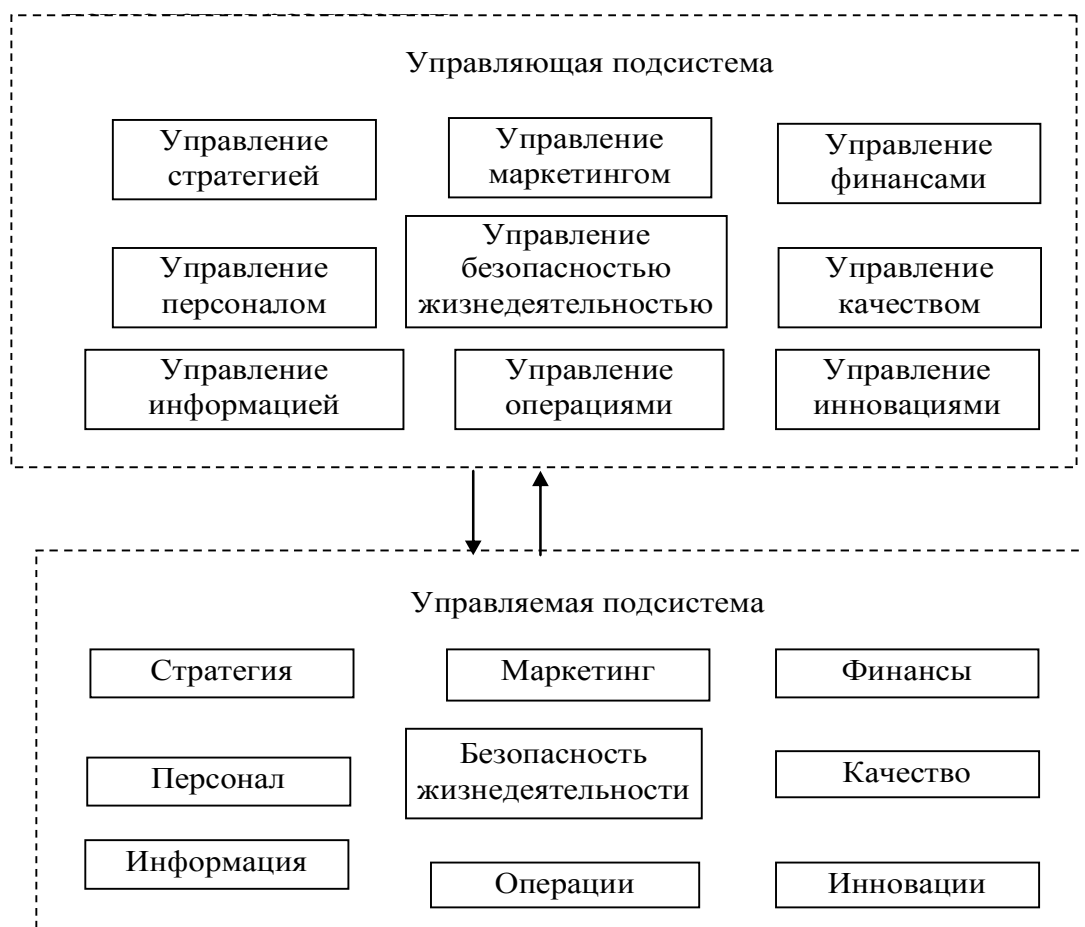 Управляющая подсистема
Управление
стратегией
Управление
маркетингом
Управление
финансами
Управление
персоналом
Управление
безопасностью
жизнедеятельностью
Управление
качеством
Управление
информацией
Управление
операциями
Управление
инновациями
Управляемая подсистема
Стратегия
Маркетинг
Финансы
Персонал
Безопасность
жизнедеятельности
Качество
Информация
Операции
Инновации